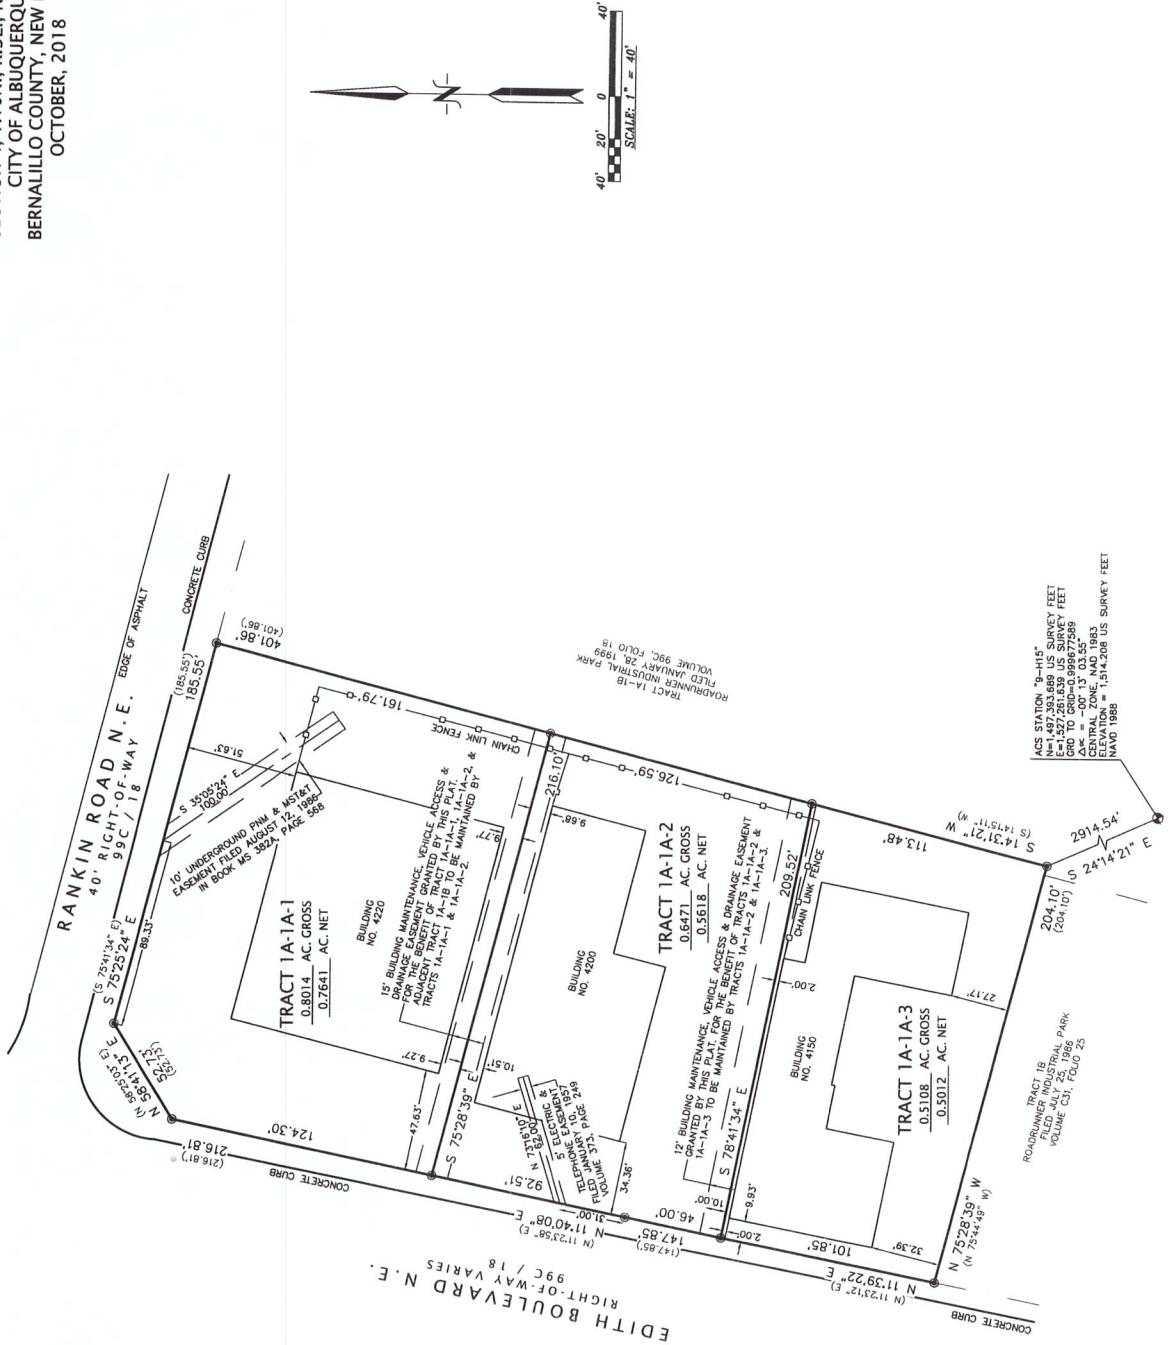 CITY OF ALBUQUERQU
BERNALILLO COUNTY, NEW
OCTOBER, 2018
N
40' 20' 0 40'
SCALE: 1" = 40'
RANKIN ROAD N.E.
40' RIGHT-OF-WAY
99C / 18
EDGE OF ASPHALT
CONCRETE CURB
(185.55')
185.55'
(S 75°41'34" E)
S 75°25'24" E
89.33'
N 58°41'13" E
(N 58°25'03" E)
52.73'
(52.73')
401.86'
(401.86')
161.79'
CHAIN LINK FENCE
51.63'
S 35°05'24" E
100.00'
10' UNDERGROUND PNM & MST&T
EASEMENT FILED AUGUST 12, 1986
IN BOOK MS 382A, PAGE 568
TRACT 1A-1A-1
0.8014 AC. GROSS
0.7641 AC. NET
BUILDING
NO. 4220
15' BUILDING MAINTENANCE, VEHICLE ACCESS &
DRAINAGE EASEMENT GRANTED BY THIS PLAT.
FOR THE BENEFIT OF TRACTS 1A-1A-1, 1A-1A-2, &
ADJACENT TRACT 1A-1B TO BE MAINTAINED BY
TRACTS 1A-1A-1 & 1A-1A-2.
9.77'
9.27'
47.63'
10.51'
124.30'
216.81'
(216.81')
CONCRETE CURB
S 75°28'39" E
216.10'
TRACT 1A-1B
ROADRUNNER INDUSTRIAL PARK
FILED JANUARY 28, 1999
VOLUME 99C, FOLIO 18
126.59'
9.68'
BUILDING
NO. 4200
TRACT 1A-1A-2
0.6471 AC. GROSS
0.5618 AC. NET
N 73°16'10" E
62.00'
5' ELECTRIC &
TELEPHONE EASEMENT
FILED JANUARY 10, 1957
VOLUME D373, PAGE 249
92.51'
31.00'
34.36'
N 11°40'08" E
(N 11°23'58" E)
147.85'
(147.85')
46.00'
12' BUILDING MAINTENANCE, VEHICLE ACCESS & DRAINAGE EASEMENT
GRANTED BY THIS PLAT. FOR THE BENEFIT OF TRACTS 1A-1A-2 &
1A-1A-3 TO BE MAINTAINED BY TRACTS 1A-1A-2 & 1A-1A-3.
S 78°41'34" E
209.52'
CHAIN LINK FENCE
10.00'
2.00'
9.93'
2.00'
113.48'
S 14°31'21" W
(S 14°15'11" W)
BUILDING
NO. 4150
TRACT 1A-1A-3
0.5108 AC. GROSS
0.5012 AC. NET
27.17'
32.39'
101.85'
N 11°39'22" E
(N 11°23'12" E)
CONCRETE CURB
N 75°28'39" W
(N 75°44'49" W)
204.10'
(204.10')
TRACT 1B
ROADRUNNER INDUSTRIAL PARK
FILED JULY 25, 1986
VOLUME C31, FOLIO 25
2914.54'
S 24°14'21" E
ACS STATION "9-H15"
N=1,497,393.689 US SURVEY FEET
E=1,527,261.639 US SURVEY FEET
GRD TO GRID=0.999677589
Δ∝ = -00° 13' 03.55"
CENTRAL ZONE, NAD 1983
ELEVATION = 1,514.208 US SURVEY FEET
NAVD 1988
EDITH BOULEVARD N.E.
RIGHT-OF-WAY VARIES
99C / 18